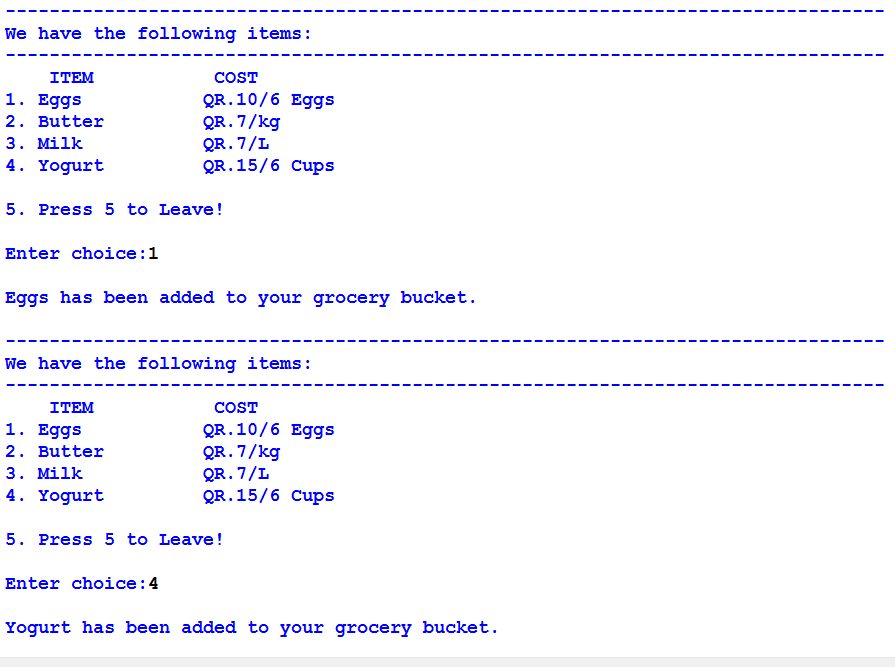 --------------------------------------------------------------------------------
We have the following items:
--------------------------------------------------------------------------------
    ITEM           COST
1. Eggs           QR.10/6 Eggs
2. Butter         QR.7/kg
3. Milk           QR.7/L
4. Yogurt         QR.15/6 Cups
5. Press 5 to Leave!
Enter choice:1
Eggs has been added to your grocery bucket.
--------------------------------------------------------------------------------
We have the following items:
--------------------------------------------------------------------------------
    ITEM           COST
1. Eggs           QR.10/6 Eggs
2. Butter         QR.7/kg
3. Milk           QR.7/L
4. Yogurt         QR.15/6 Cups
5. Press 5 to Leave!
Enter choice:4
Yogurt has been added to your grocery bucket.